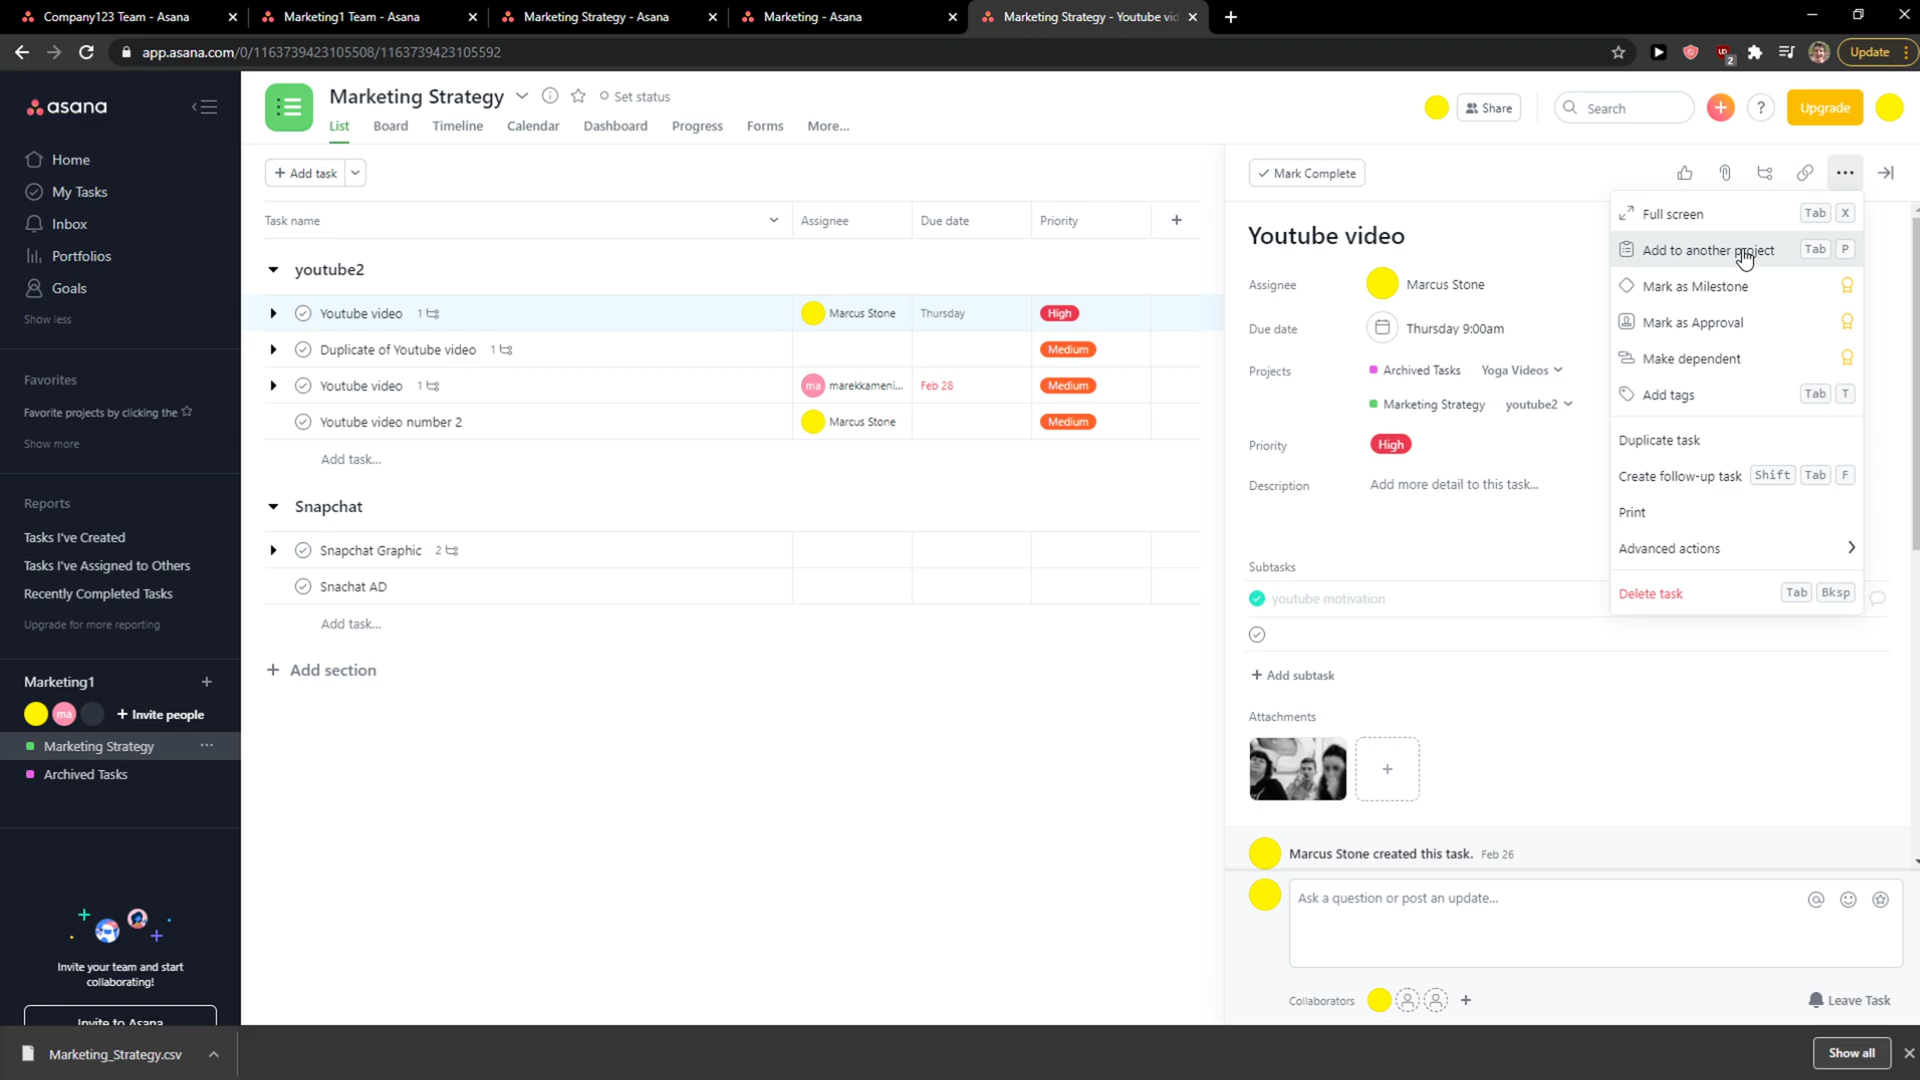 Company123 Team - Asana
Marketing1 Team - Asana
Marketing Strategy - Asana
Marketing - Asana
Marketing Strategy - Youtube vid
app.asana.com/0/1163739423105508/1163739423105592
2
Update
asana
Home
My Tasks
Inbox
Portfolios
Goals
Show less
Favorites
Favorite projects by clicking the
Show more
Reports
Tasks I've Created
Tasks I've Assigned to Others
Recently Completed Tasks
Upgrade for more reporting
Marketing1
ma
Invite people
Marketing Strategy
Archived Tasks
Invite your team and start
collaborating!
Invite to Asana
Marketing Strategy
Set status
List Board Timeline Calendar Dashboard Progress Forms More...
Share
Search
?
Upgrade
+ Add task
Task name Assignee Due date Priority +
youtube2
Youtube video 1 Marcus Stone Thursday High
Duplicate of Youtube video 1 Medium
Youtube video 1 ma marekkameni... Feb 28 Medium
Youtube video number 2 Marcus Stone Medium
Add task...
Snapchat
Snapchat Graphic 2
Snachat AD
Add task...
+ Add section
Mark Complete
Youtube video
Assignee Marcus Stone
Due date Thursday 9:00am
Projects Archived Tasks Yoga Videos
Marketing Strategy youtube2
Priority High
Description Add more detail to this task...
Subtasks
youtube motivation
+ Add subtask
Attachments
+
Marcus Stone created this task. Feb 26
Ask a question or post an update...
Collaborators +
Leave Task
Full screen Tab X
Add to another project Tab P
Mark as Milestone
Mark as Approval
Make dependent
Add tags Tab T
Duplicate task
Create follow-up task Shift Tab F
Print
Advanced actions
Delete task Tab Bksp
Marketing_Strategy.csv
Show all